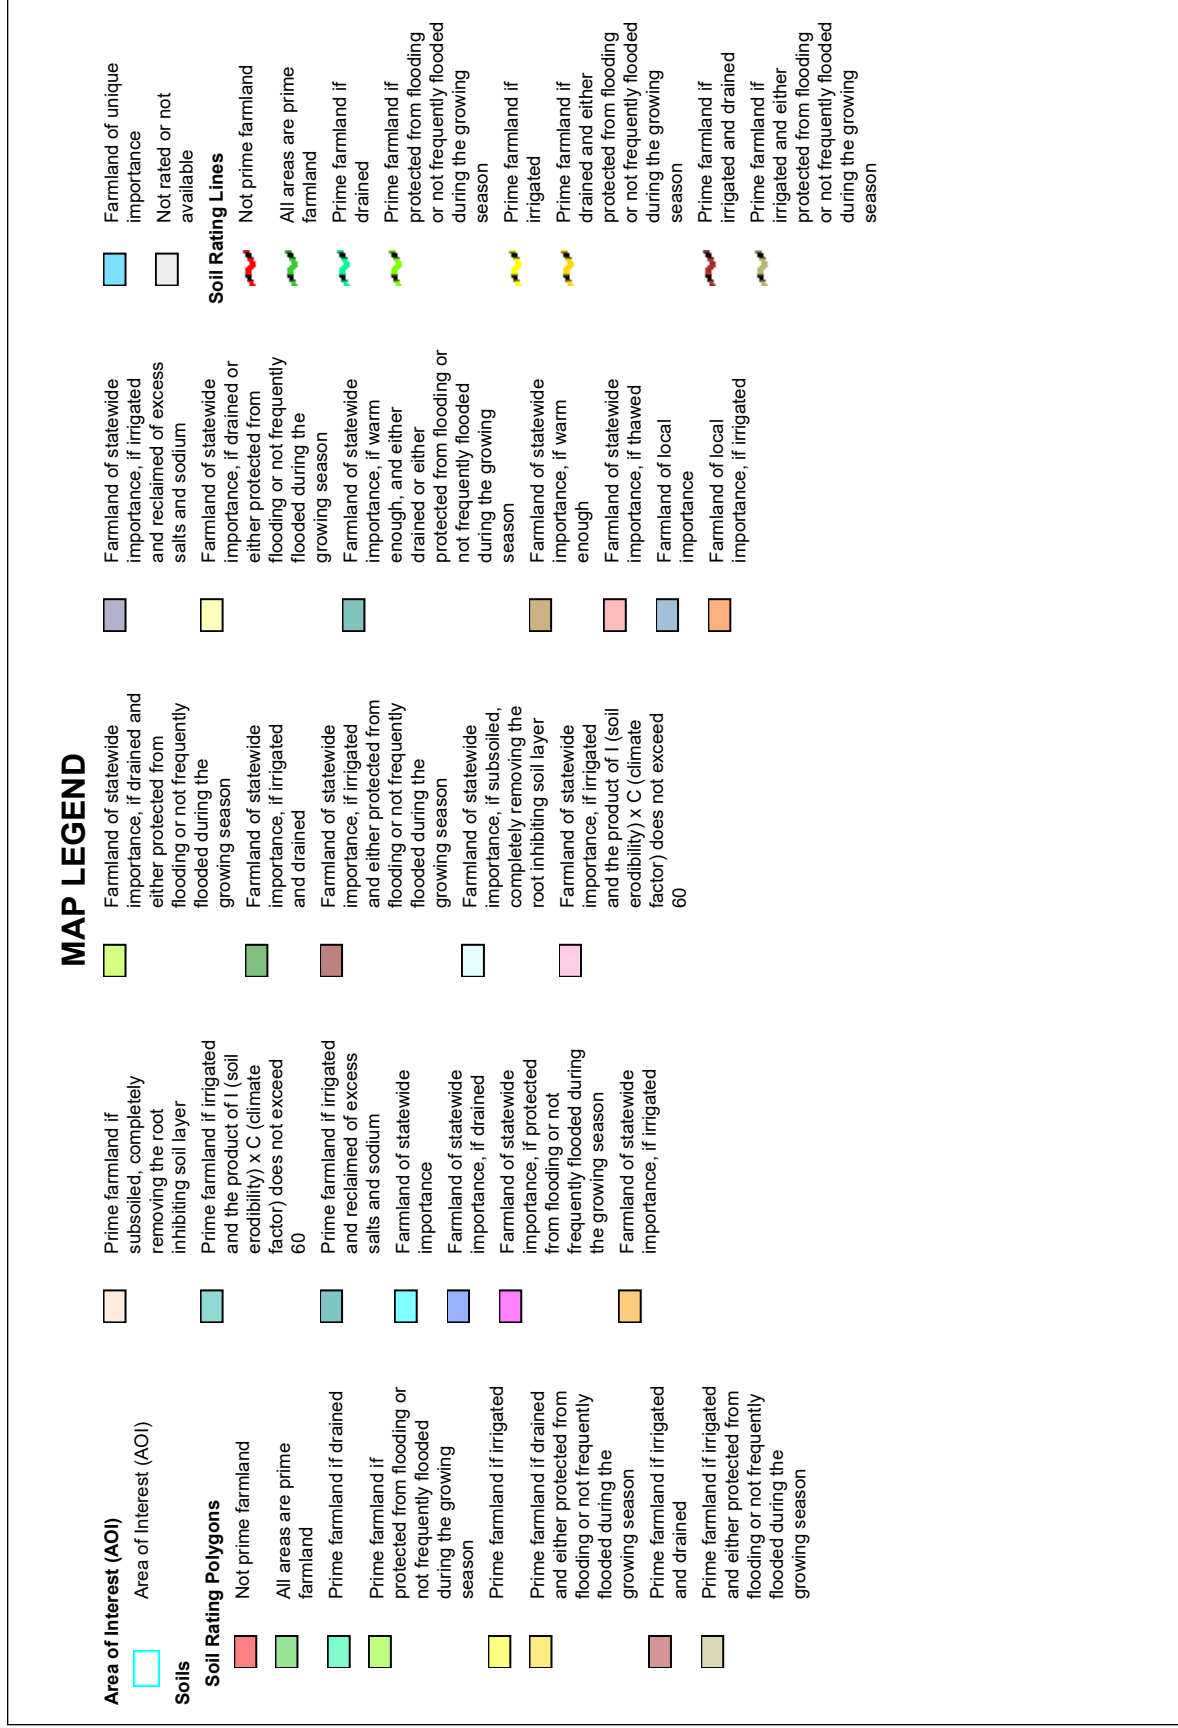 MAP LEGEND
Area of Interest (AOI)
Area of Interest (AOI)
Soils
Soil Rating Polygons
Not prime farmland
All areas are prime
farmland
Prime farmland if drained
Prime farmland if
protected from flooding or
not frequently flooded
during the growing
season
Prime farmland if irrigated
Prime farmland if drained
and either protected from
flooding or not frequently
flooded during the
growing season
Prime farmland if irrigated
and drained
Prime farmland if irrigated
and either protected from
flooding or not frequently
flooded during the
growing season
Prime farmland if
subsoiled, completely
removing the root
inhibiting soil layer
Prime farmland if irrigated
and the product of I (soil
erodibility) x C (climate
factor) does not exceed
60
Prime farmland if irrigated
and reclaimed of excess
salts and sodium
Farmland of statewide
importance
Farmland of statewide
importance, if drained
Farmland of statewide
importance, if protected
from flooding or not
frequently flooded during
the growing season
Farmland of statewide
importance, if irrigated
Farmland of statewide
importance, if drained and
either protected from
flooding or not frequently
flooded during the
growing season
Farmland of statewide
importance, if irrigated
and drained
Farmland of statewide
importance, if irrigated
and either protected from
flooding or not frequently
flooded during the
growing season
Farmland of statewide
importance, if subsoiled,
completely removing the
root inhibiting soil layer
Farmland of statewide
importance, if irrigated
and the product of I (soil
erodibility) x C (climate
factor) does not exceed
60
Farmland of statewide
importance, if irrigated
and reclaimed of excess
salts and sodium
Farmland of statewide
importance, if drained or
either protected from
flooding or not frequently
flooded during the
growing season
Farmland of statewide
importance, if warm
enough, and either
drained or either
protected from flooding or
not frequently flooded
during the growing
season
Farmland of statewide
importance, if warm
enough
Farmland of statewide
importance, if thawed
Farmland of local
importance
Farmland of local
importance, if irrigated
Farmland of unique
importance
Not rated or not
available
Soil Rating Lines
Not prime farmland
All areas are prime
farmland
Prime farmland if
drained
Prime farmland if
protected from flooding
or not frequently flooded
during the growing
season
Prime farmland if
irrigated
Prime farmland if
drained and either
protected from flooding
or not frequently flooded
during the growing
season
Prime farmland if
irrigated and drained
Prime farmland if
irrigated and either
protected from flooding
or not frequently flooded
during the growing
season